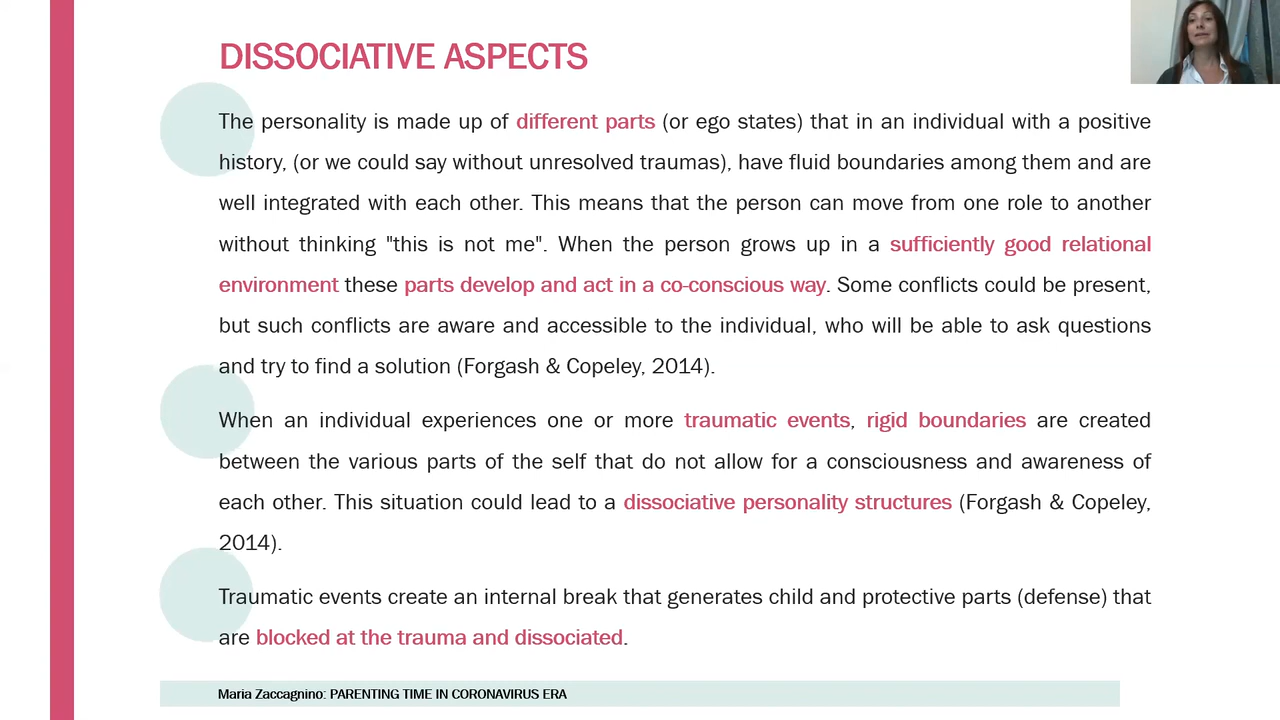 DISSOCIATIVE ASPECTS
The personality is made up of different parts (or ego states) that in an individual with a positive
history, (or we could say without unresolved traumas), have fluid boundaries among them and are
well integrated with each other. This means that the person can move from one role to another
without thinking "this is not me". When the person grows up in a sufficiently good relational
environment these parts develop and act in a co-conscious way. Some conflicts could be present,
but such conflicts are aware and accessible to the individual, who will be able to ask questions
and try to find a solution (Forgash & Copeley, 2014).
When an individual experiences one or more traumatic events, rigid boundaries are created
between the various parts of the self that do not allow for a consciousness and awareness of
each other. This situation could lead to a dissociative personality structures (Forgash & Copeley,
2014).
Traumatic events create an internal break that generates child and protective parts (defense) that
are blocked at the trauma and dissociated.
Maria Zaccagnino: PARENTING TIME IN CORONAVIRUS ERA